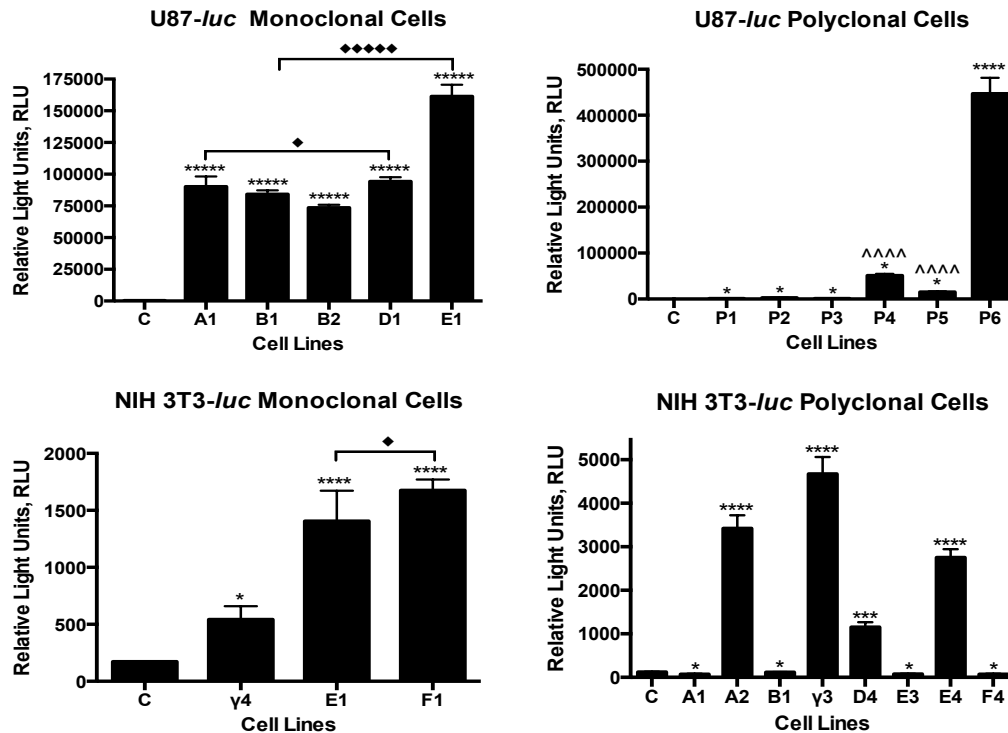 U87-luc Monoclonal Cells
◆◆◆◆◆
*****
◆
***** ***** ***** *****
Relative Light Units, RLU
175000
150000
125000
100000
75000
50000
25000
0
C A1 B1 B2 D1 E1
Cell Lines
U87-luc Polyclonal Cells
****
^^^^ ^^^^
* * * * *
Relative Light Units, RLU
500000
400000
300000
200000
100000
0
C P1 P2 P3 P4 P5 P6
Cell Lines
NIH 3T3-luc Monoclonal Cells
◆
* **** ****
Relative Light Units, RLU
2000
1500
1000
500
0
C γ4 E1 F1
Cell Lines
NIH 3T3-luc Polyclonal Cells
* **** * **** *** * **** *
Relative Light Units, RLU
5000
4000
3000
2000
1000
0
C A1 A2 B1 γ3 D4 E3 E4 F4
Cell Lines